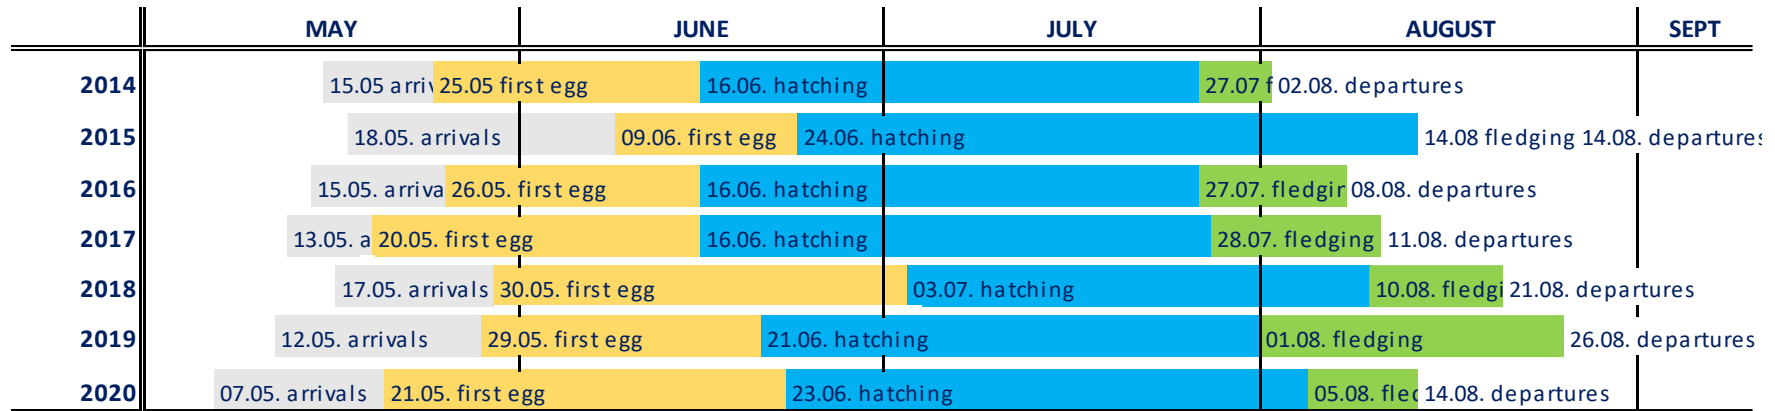 MAY JUNE JULY AUGUST SEPT
2014 15.05 arriv 25.05 first egg 16.06. hatching 27.07 f 02.08. departures
2015 18.05. arrivals 09.06. first egg 24.06. hatching 14.08 fledging 14.08. departures
2016 15.05. arriva 26.05. first egg 16.06. hatching 27.07. fledgin 08.08. departures
2017 13.05. a 20.05. first egg 16.06. hatching 28.07. fledging 11.08. departures
2018 17.05. arrivals 30.05. first egg 03.07. hatching 10.08. fledgi 21.08. departures
2019 12.05. arrivals 29.05. first egg 21.06. hatching 01.08. fledging 26.08. departures
2020 07.05. arrivals 21.05. first egg 23.06. hatching 05.08. fled 14.08. departures